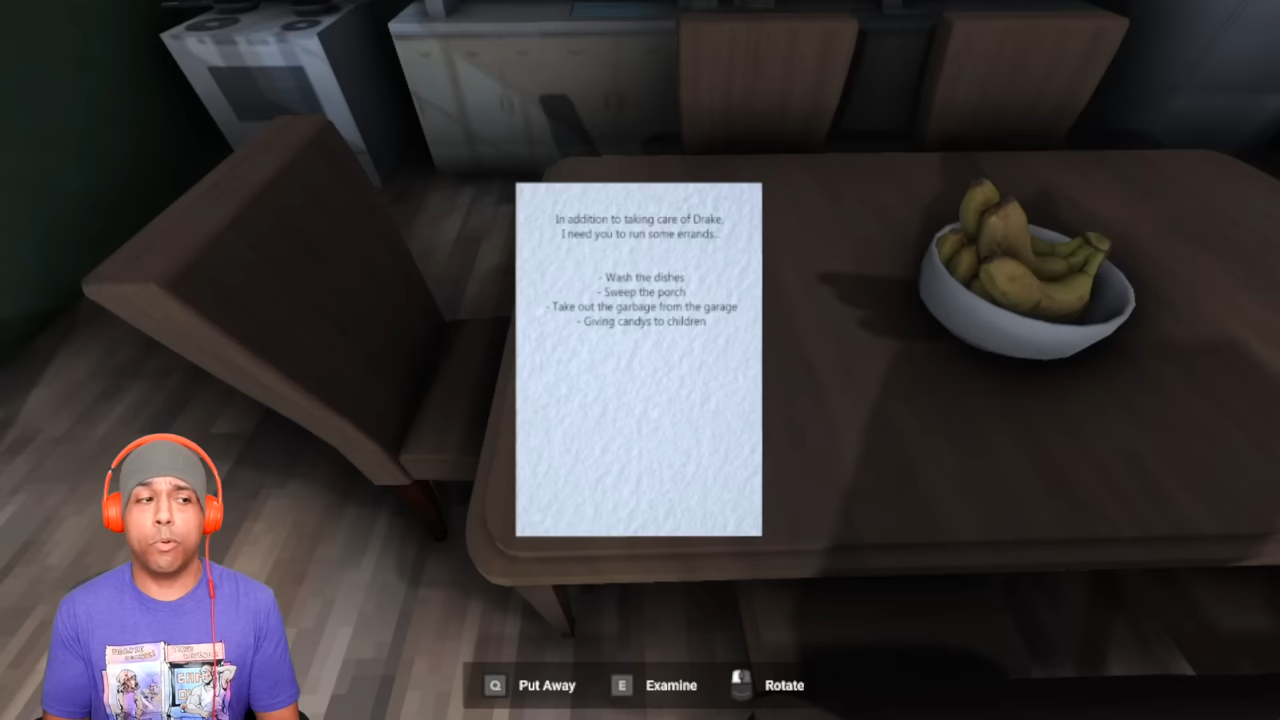 In addition to taking care of Drake,
I need you to run some errands...
- Wash the dishes
- Sweep the porch
- Take out the garbage from the garage
- Giving candys to children
Q Put Away E Examine Rotate